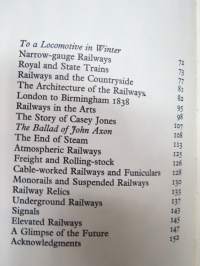 To a Locomotive in Winter
Narrow-gauge Railways 72
Royal and State Trains 73
Railways and the Countryside 77
The Architecture of the Railways 81
London to Birmingham 1838 82
Railways in the Arts 95
The Story of Casey Jones 98
The Ballad of John Axon 107
The End of Steam 108
Atmospheric Railways 113
Freight and Rolling-stock 125
Cable-worked Railways and Funiculars 128
Monorails and Suspended Railways 130
Railway Relics 133
Underground Railways 137
Signals 143
Elevated Railways 145
A Glimpse of the Future 147
Acknowledgments 152